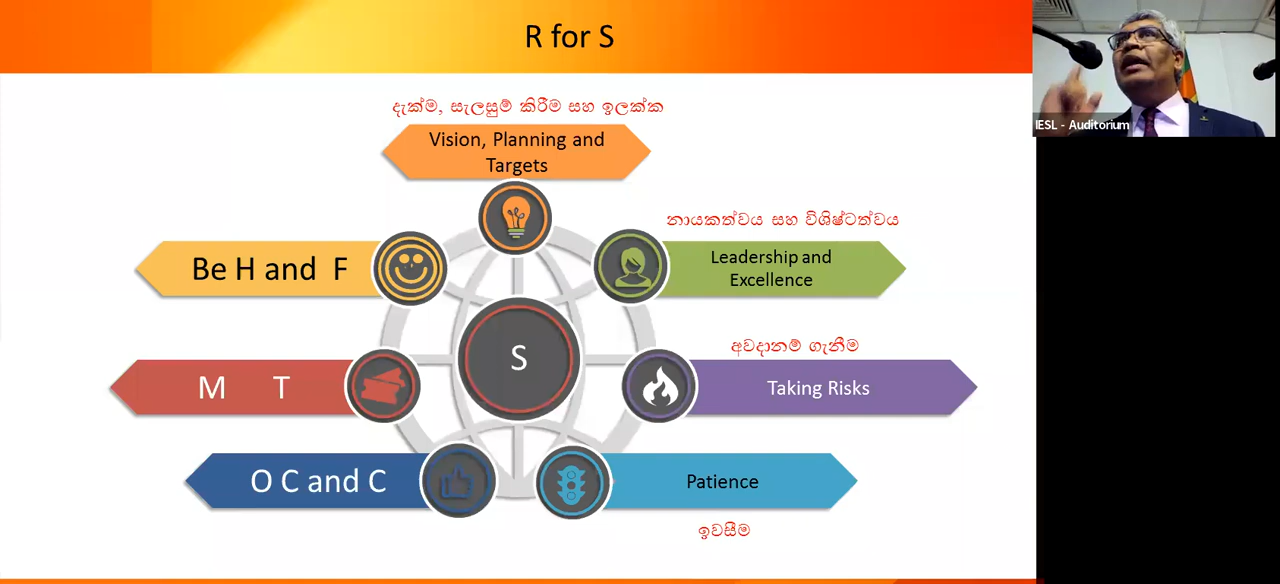 R for S
IESL - Auditorium
දැක්ම, සැලසුම් කිරීම සහ ඉලක්ක
Vision, Planning and
Targets
නායකත්වය සහ විශිෂ්ටත්වය
Leadership and
Excellence
Be H and F
S
අවදානම් ගැනීම
Taking Risks
M T
O C and C
Patience
ඉවසීම